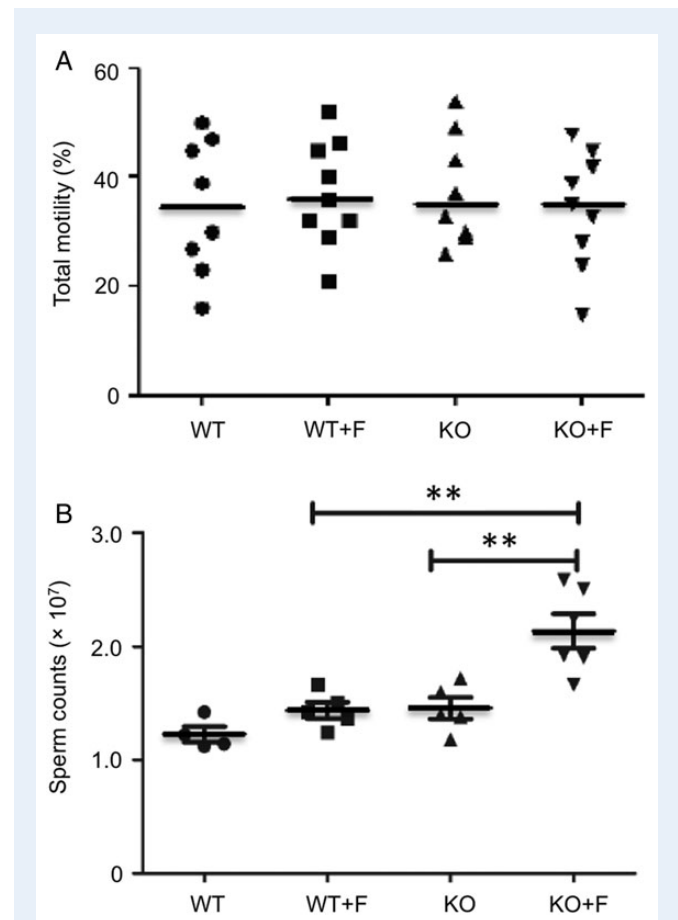 A
Total motility (%)
60
40
20
0
WT WT+F KO KO+F
B
Sperm counts (× 10⁷)
**
**
3.0
2.0
1.0
0
WT WT+F KO KO+F